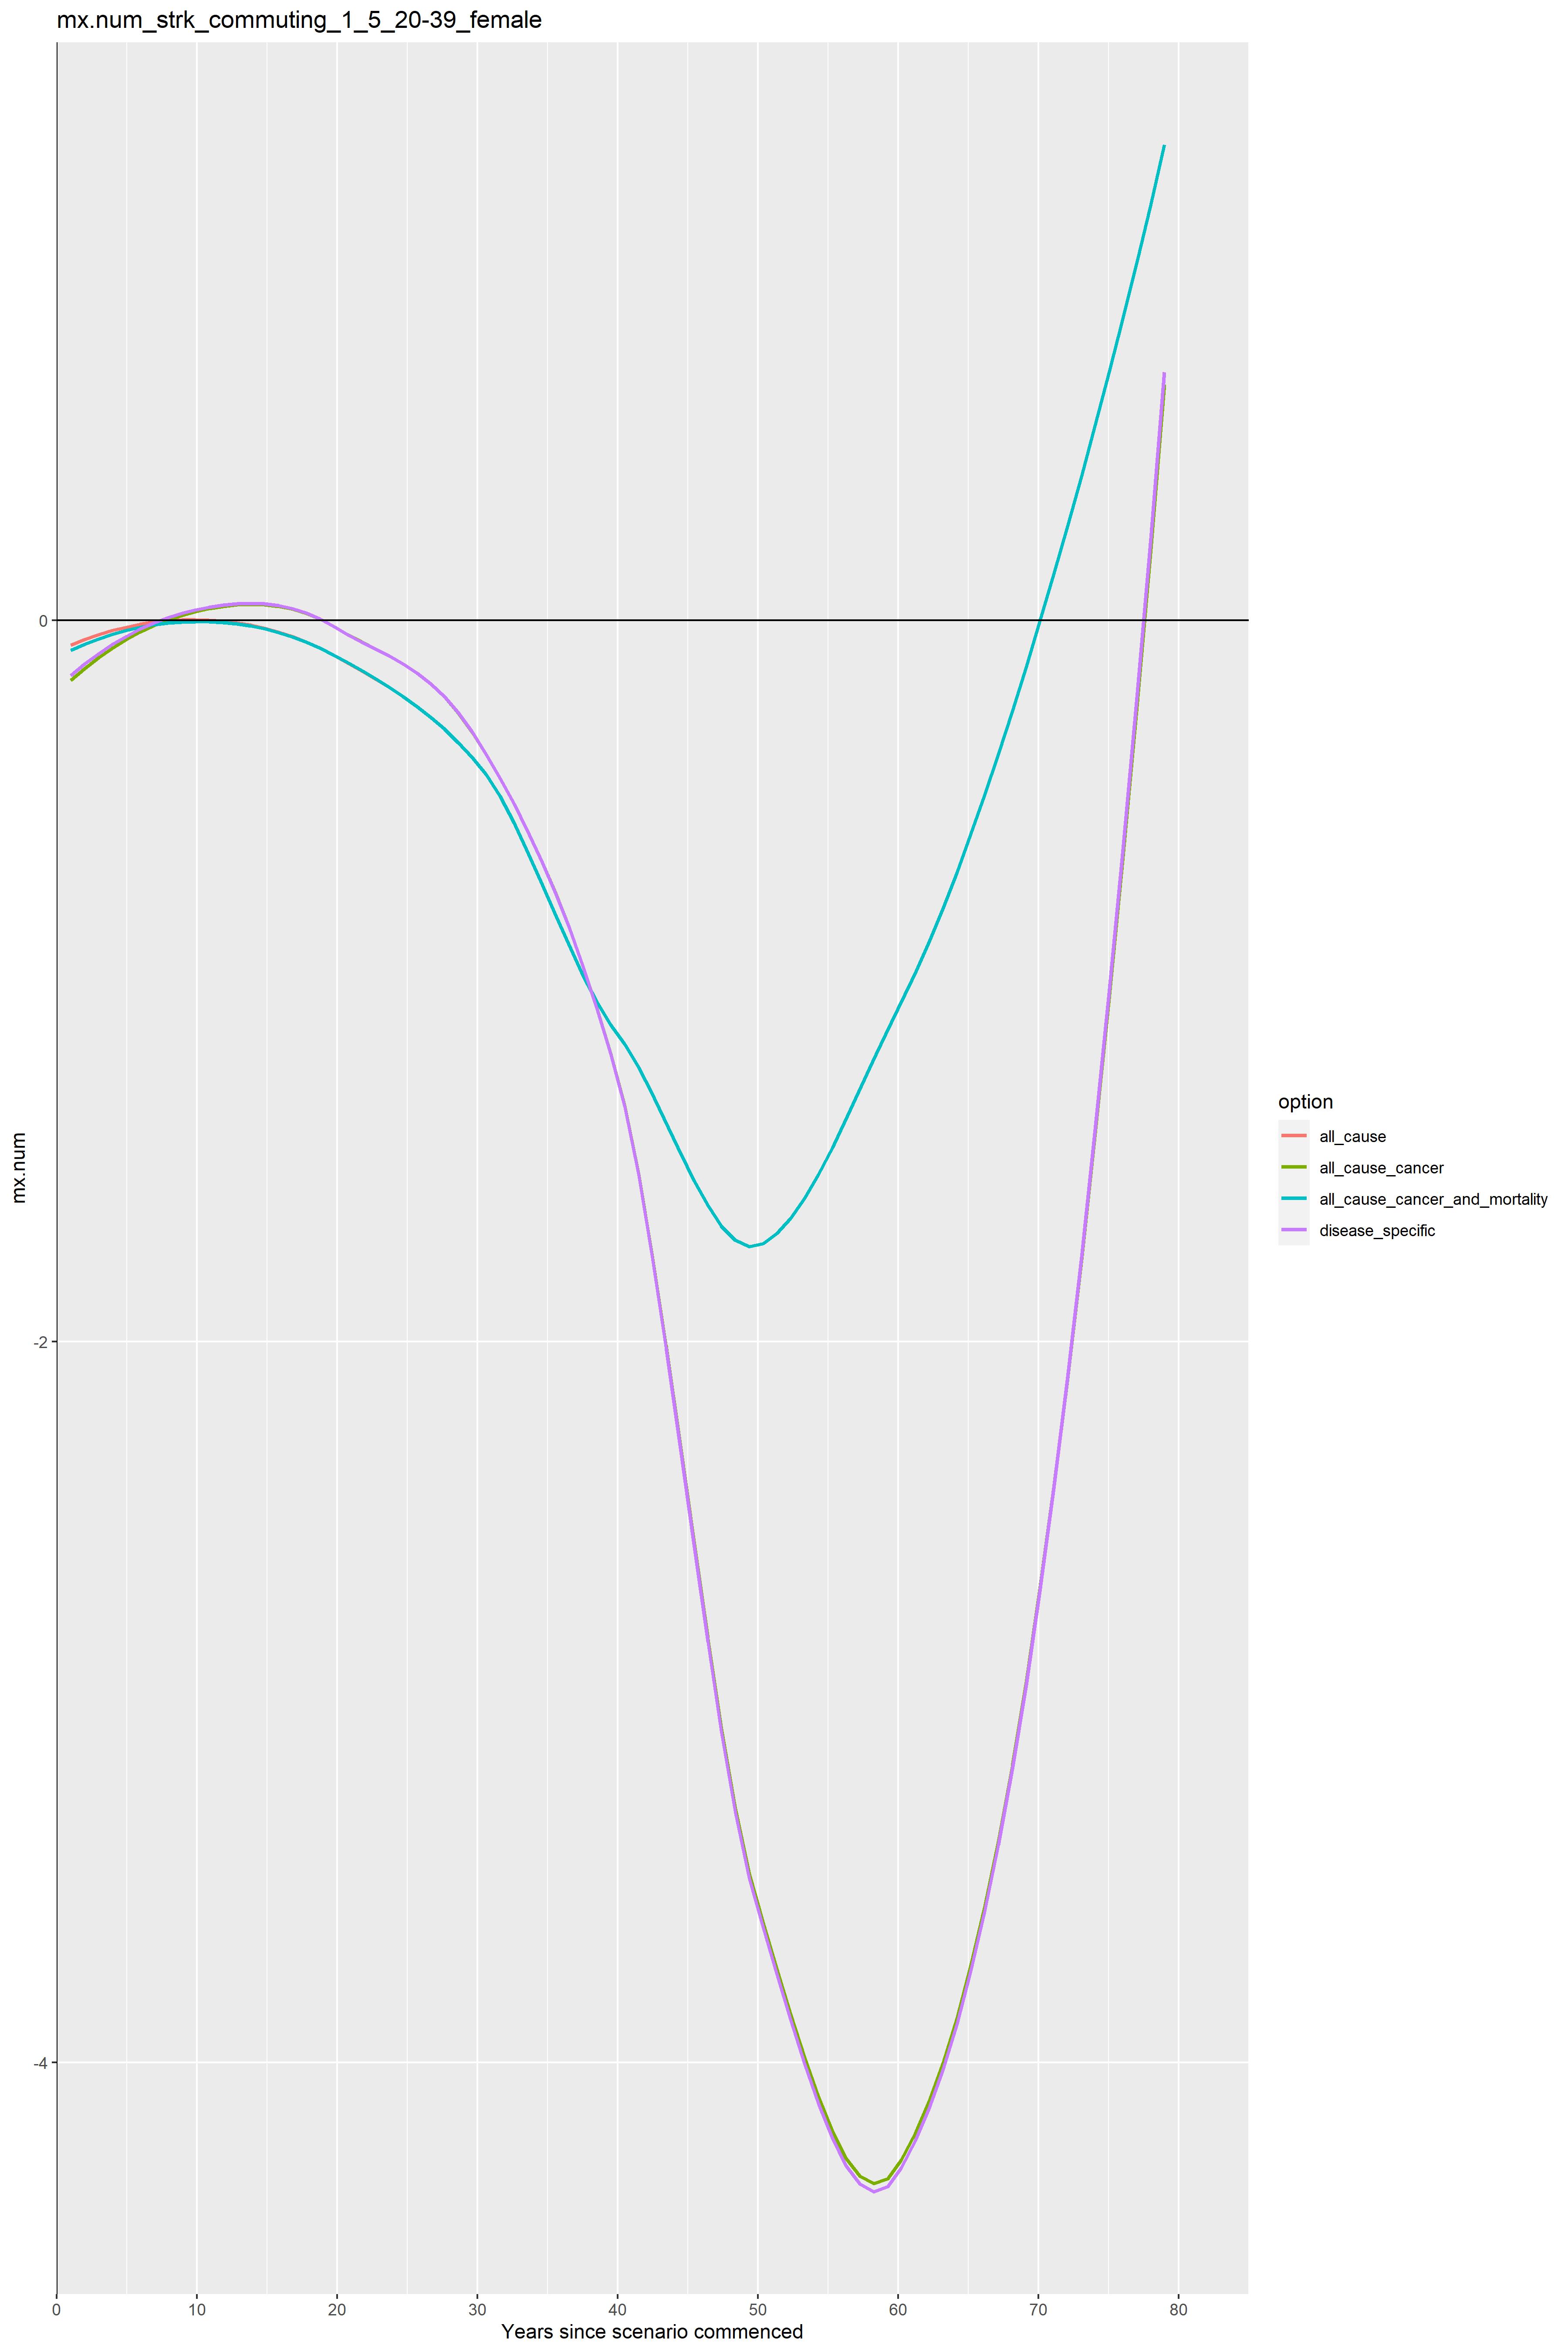 mx.num_strk_commuting_1_5_20-39_female
mx.num
0
-2
-4
0 10 20 30 40 50 60 70 80
Years since scenario commenced
option
all_cause
all_cause_cancer
all_cause_cancer_and_mortality
disease_specific